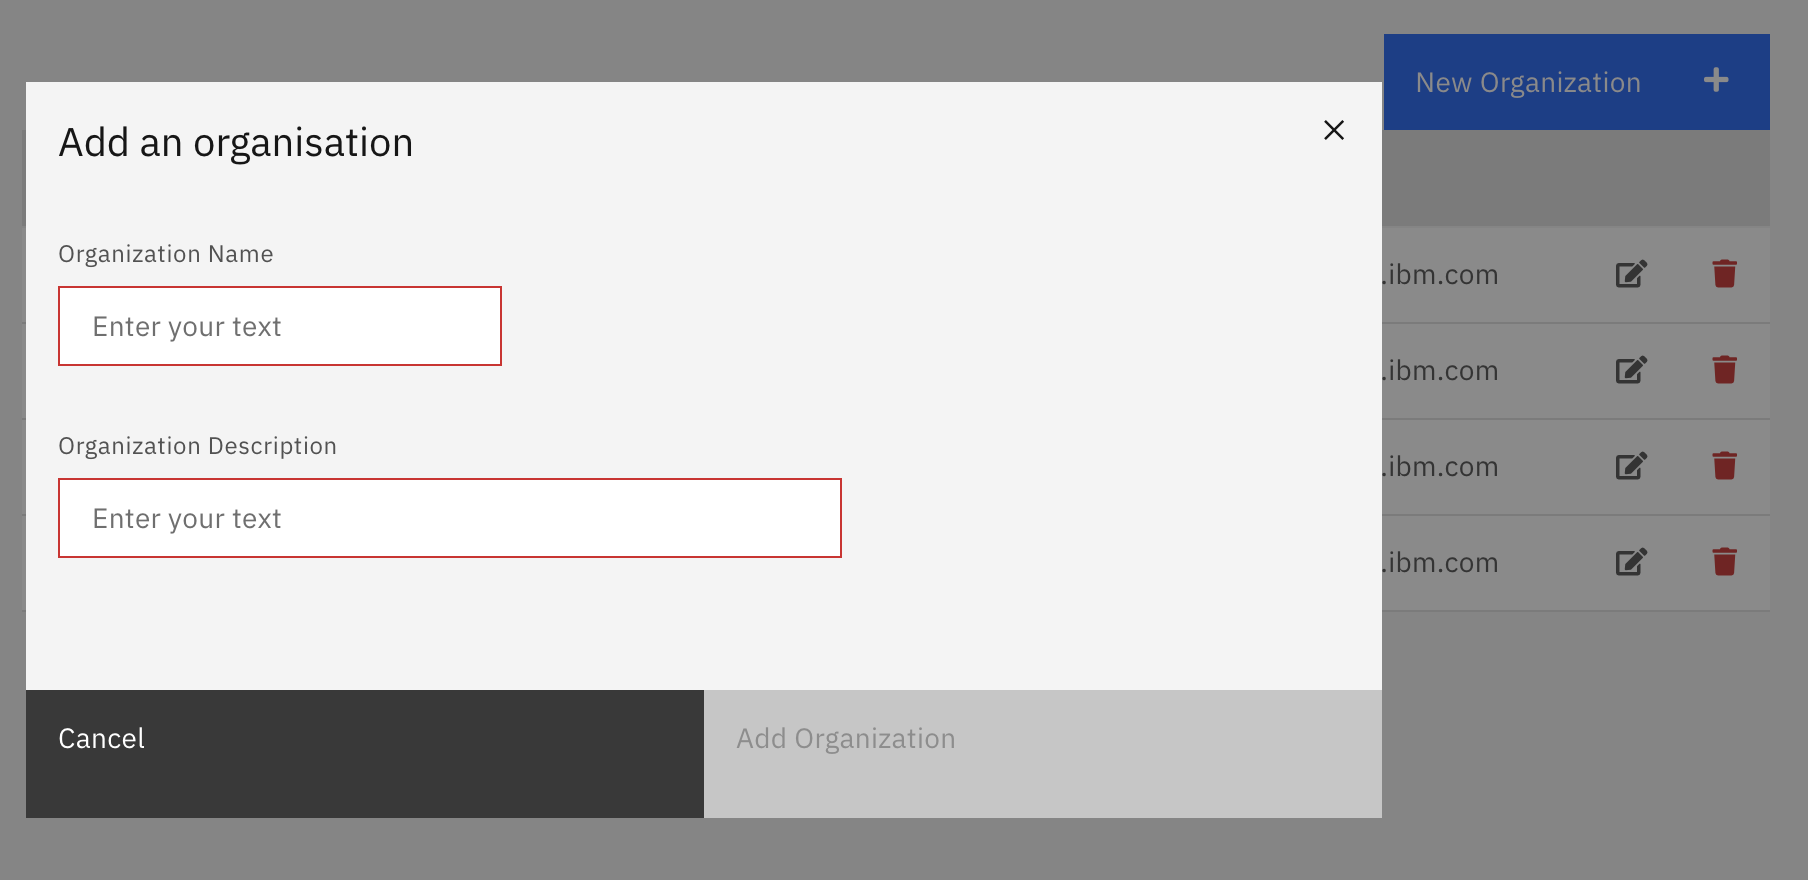 New Organization
Add an organisation
Organization Name
Enter your text
Organization Description
Enter your text
.ibm.com
.ibm.com
.ibm.com
.ibm.com
Cancel
Add Organization